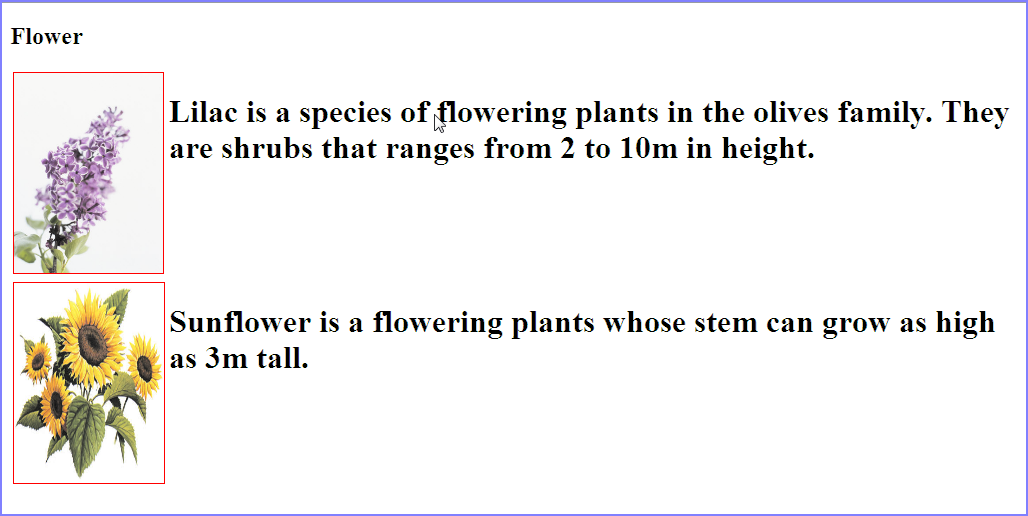 Flower
Lilac is a species of flowering plants in the olives family. They
are shrubs that ranges from 2 to 10m in height.
Sunflower is a flowering plants whose stem can grow as high
as 3m tall.